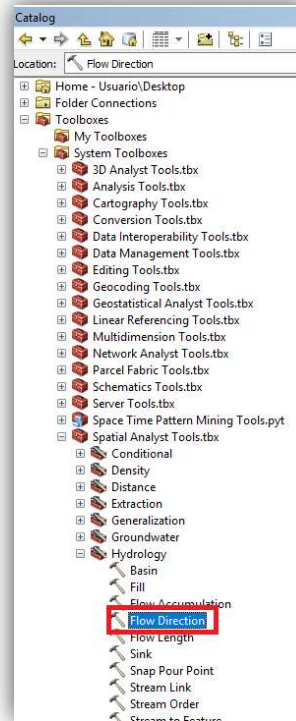 Catalog
Location: Flow Direction
Home - Usuario\Desktop
Folder Connections
Toolboxes
My Toolboxes
System Toolboxes
3D Analyst Tools.tbx
Analysis Tools.tbx
Cartography Tools.tbx
Conversion Tools.tbx
Data Interoperability Tools.tbx
Data Management Tools.tbx
Editing Tools.tbx
Geocoding Tools.tbx
Geostatistical Analyst Tools.tbx
Linear Referencing Tools.tbx
Multidimension Tools.tbx
Network Analyst Tools.tbx
Parcel Fabric Tools.tbx
Schematics Tools.tbx
Server Tools.tbx
Space Time Pattern Mining Tools.pyt
Spatial Analyst Tools.tbx
Conditional
Density
Distance
Extraction
Generalization
Groundwater
Hydrology
Basin
Fill
Flow Accumulation
Flow Direction
Flow Length
Sink
Snap Pour Point
Stream Link
Stream Order
Stream to Feature